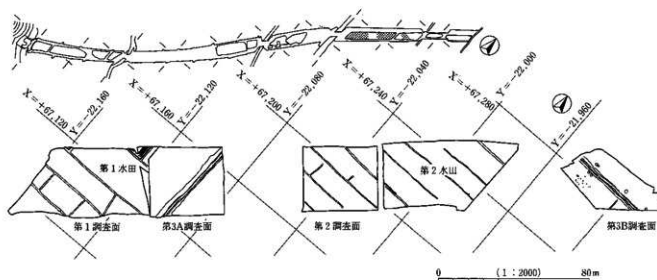 X=+67,120
Y=-22,160
X=+67,160
Y=-22,120
X=+67,200
Y=-22,080
X=+67,240
Y=-22,040
X=+67,280
Y=-22,000
Y=-21,960
第1水田
第2水田
第1調査面
第3A調査面
第2調査面
第3B調査面
0 (1:2000) 80m